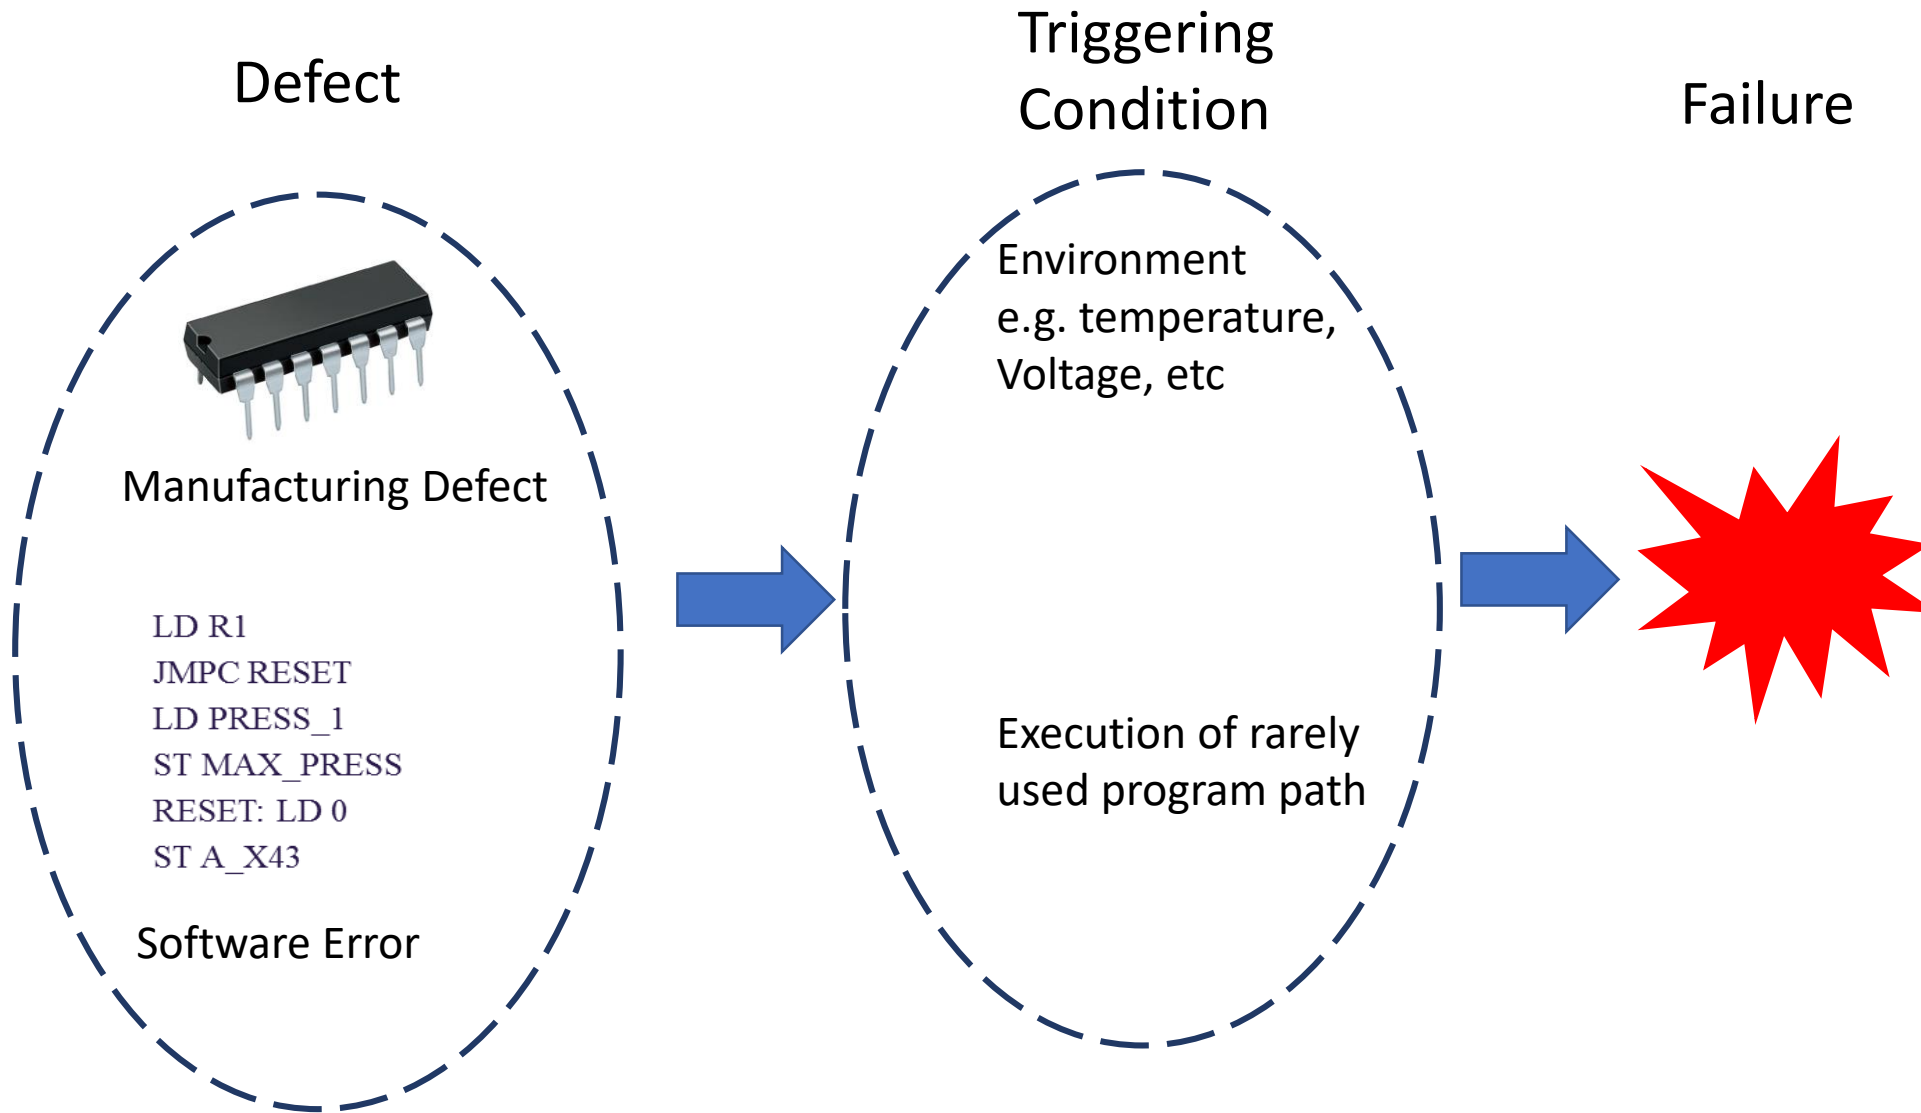 Defect
Triggering
Condition
Failure
Manufacturing Defect
LD R1
JMPC RESET
LD PRESS_1
ST MAX_PRESS
RESET: LD 0
ST A_X43
Software Error
Environment
e.g. temperature,
Voltage, etc
Execution of rarely
used program path